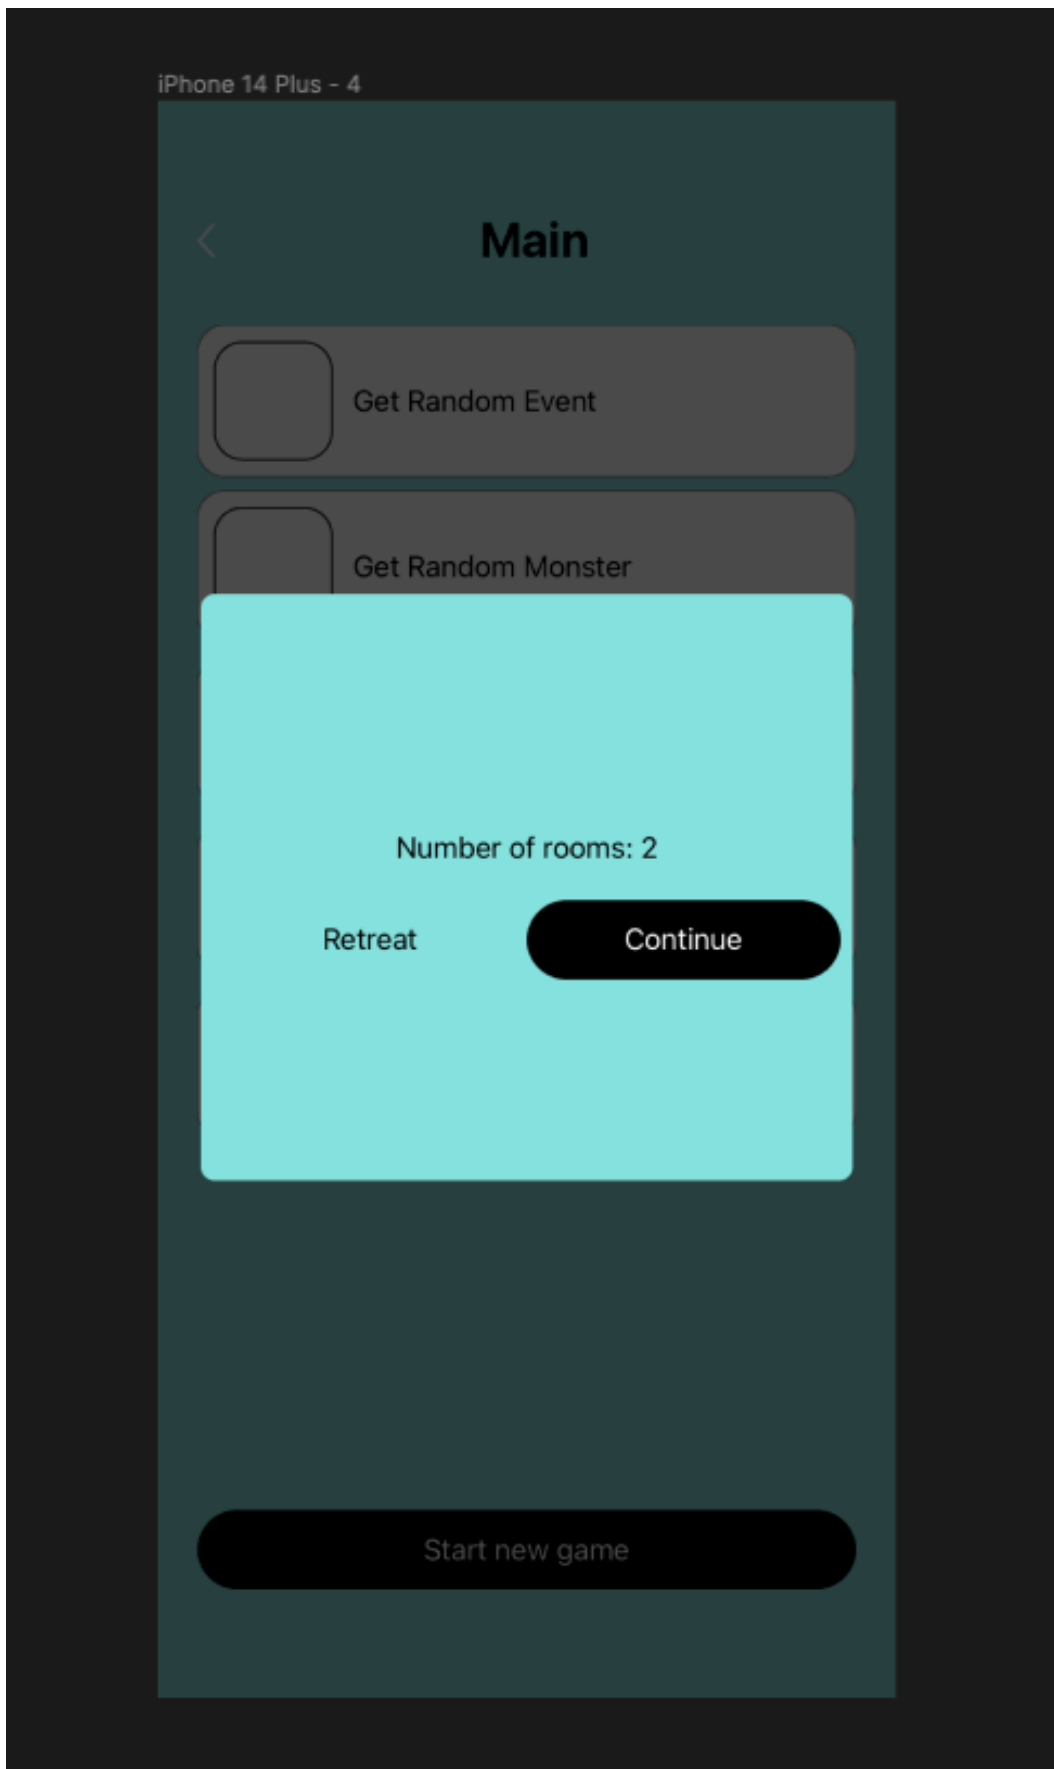 iPhone 14 Plus - 4
Main
Get Random Event
Get Random Monster
Number of rooms: 2
Retreat
Continue
Start new game